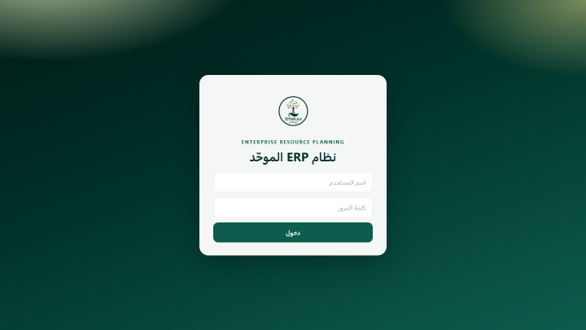 ENTERPRISE RESOURCE PLANNING
نظام ERP الموحّد
اسم المستخدم
كلمة المرور
دخول